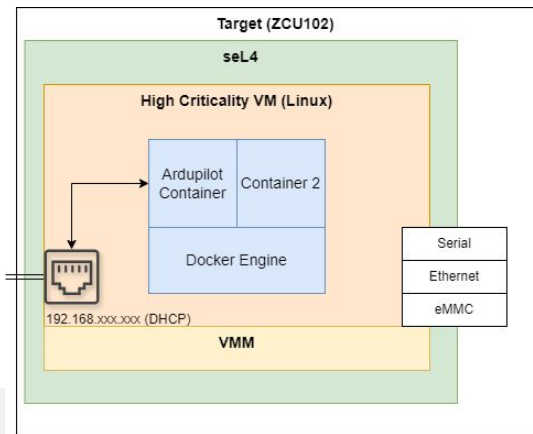 Target (ZCU102)
seL4
High Criticality VM (Linux)
Ardupilot
Container
Container 2
Docker Engine
Serial
Ethernet
eMMC
192.168.xxx.xxx (DHCP)
VMM